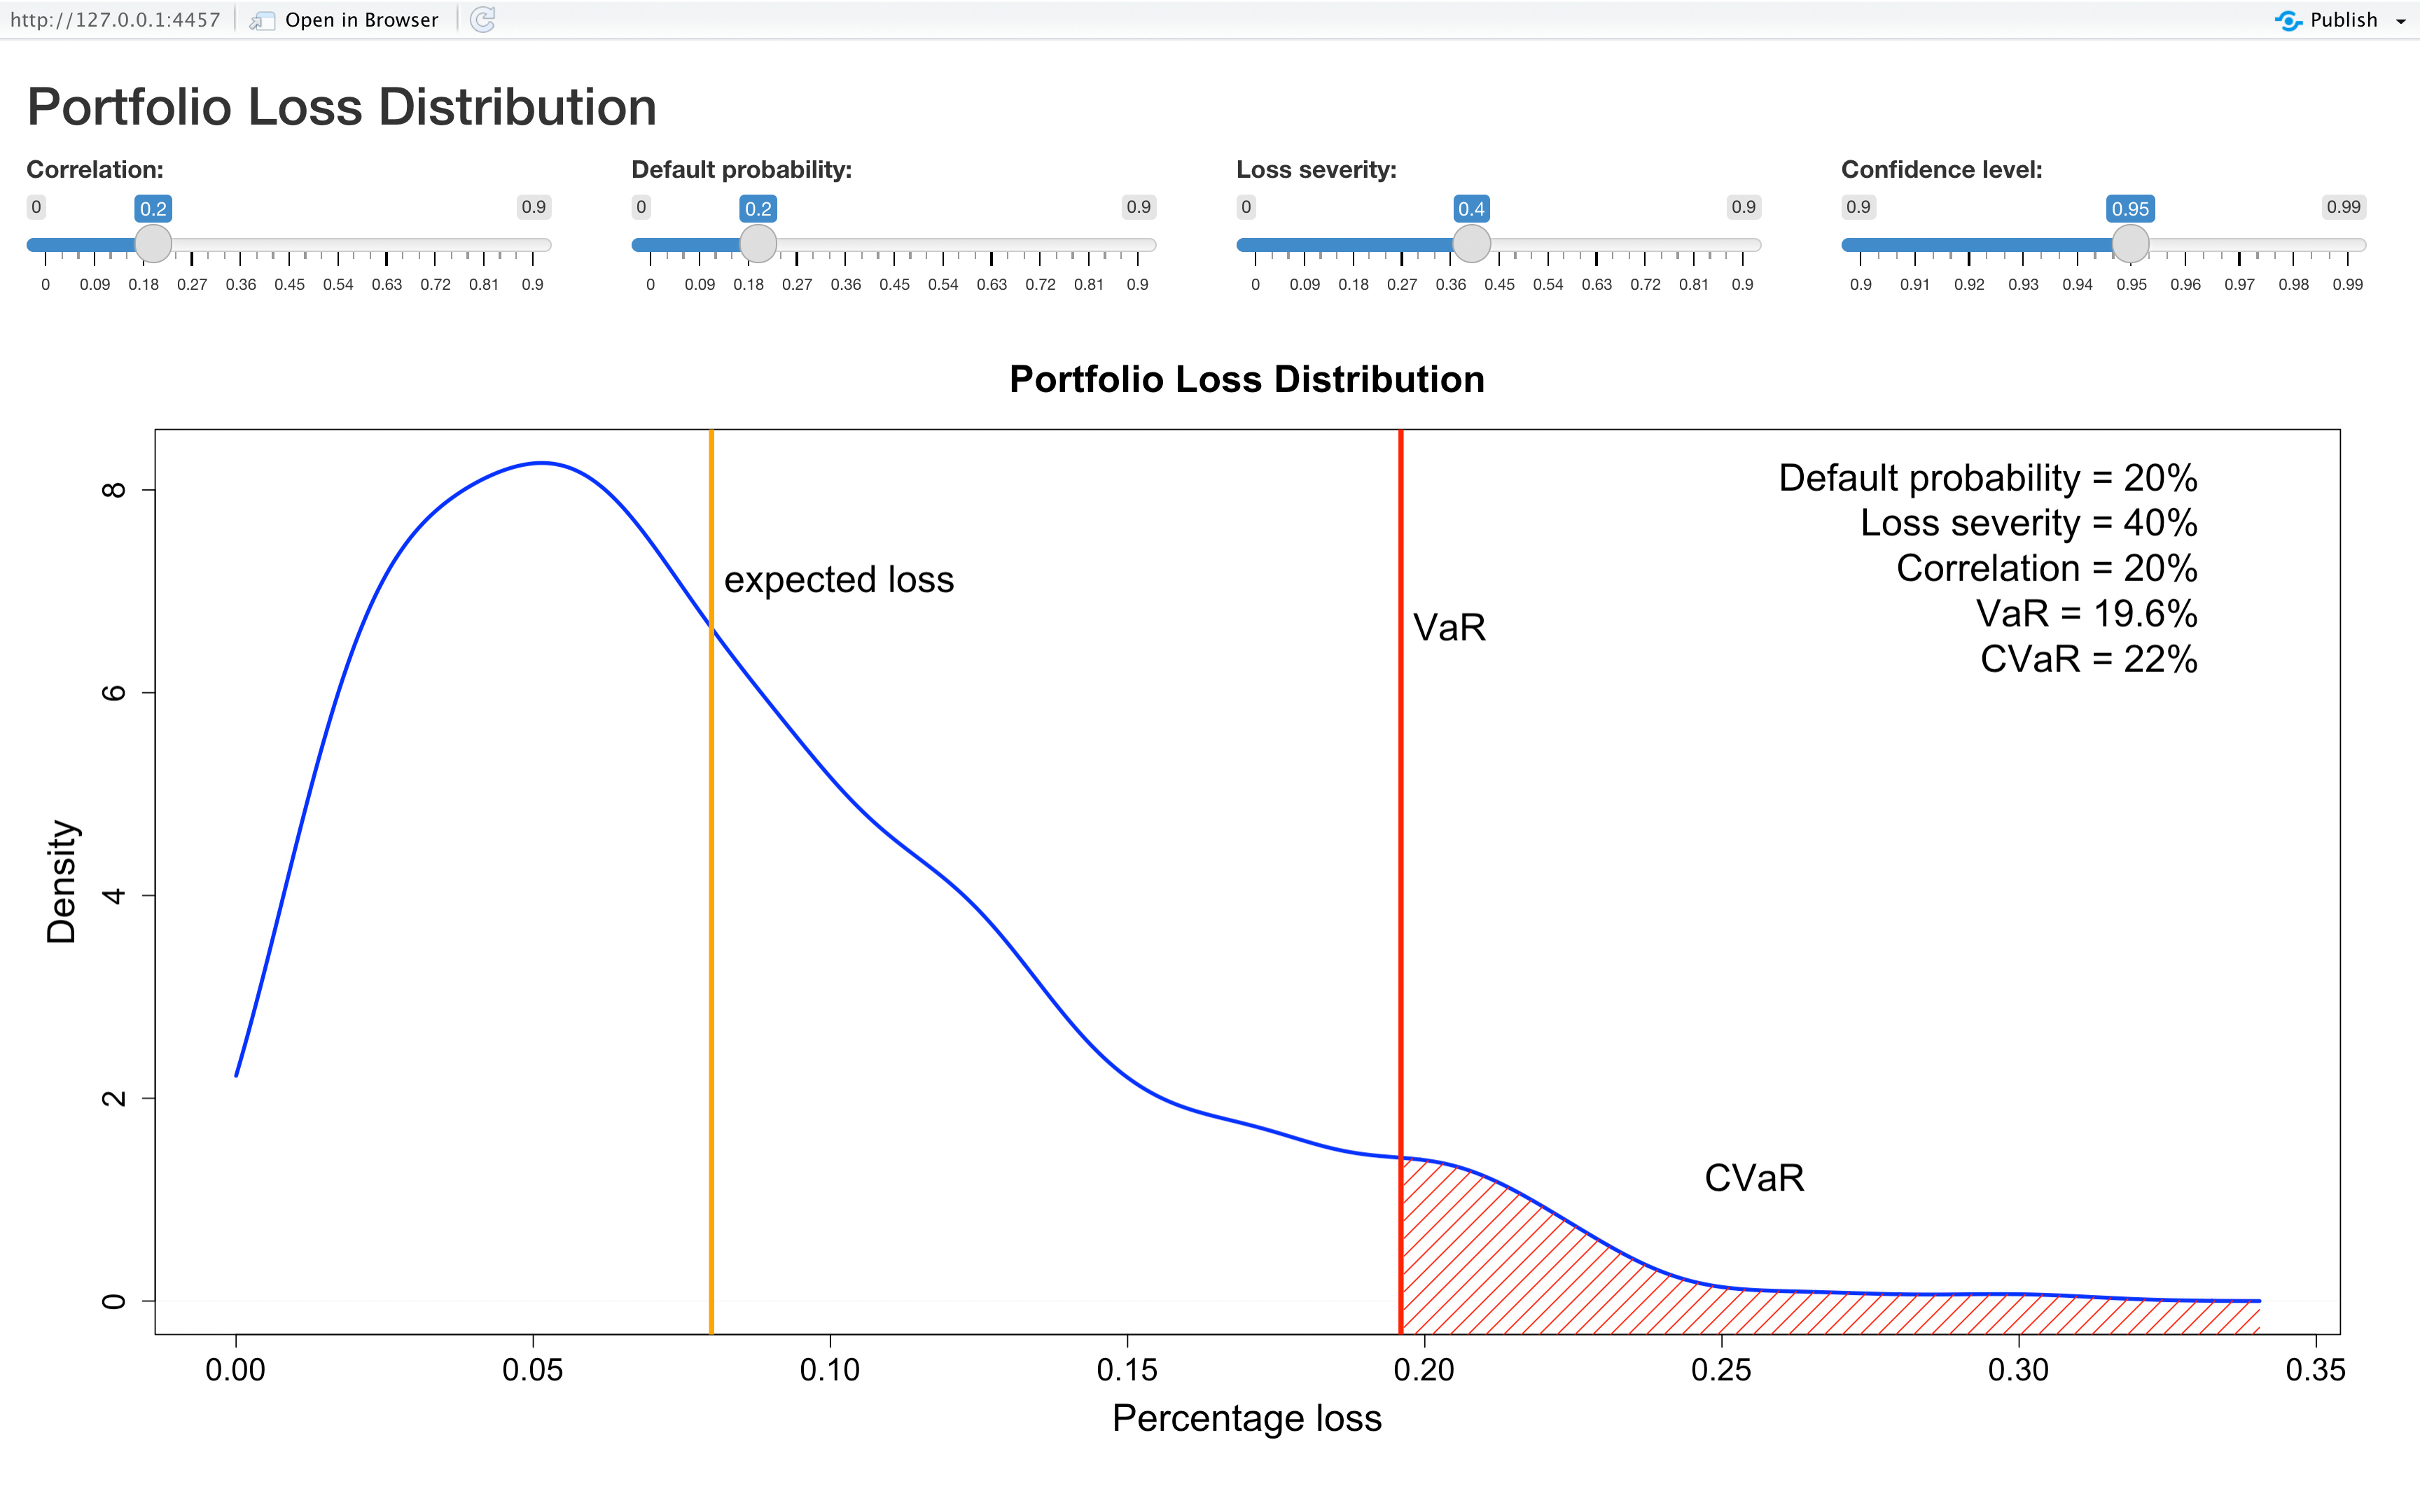 http://127.0.0.1:4457 Open in Browser Publish
Portfolio Loss Distribution
Correlation: Default probability: Loss severity: Confidence level:
0 0.2 0.9 0 0.2 0.9 0 0.4 0.9 0.9 0.95 0.99
0 0.09 0.18 0.27 0.36 0.45 0.54 0.63 0.72 0.81 0.9 0 0.09 0.18 0.27 0.36 0.45 0.54 0.63 0.72 0.81 0.9 0 0.09 0.18 0.27 0.36 0.45 0.54 0.63 0.72 0.81 0.9 0.9 0.91 0.92 0.93 0.94 0.95 0.96 0.97 0.98 0.99
Portfolio Loss Distribution
Default probability = 20%
Loss severity = 40%
Correlation = 20%
VaR = 19.6%
CVaR = 22%
expected loss
VaR
CVaR
Density
8
6
4
2
0
0.00 0.05 0.10 0.15 0.20 0.25 0.30 0.35
Percentage loss